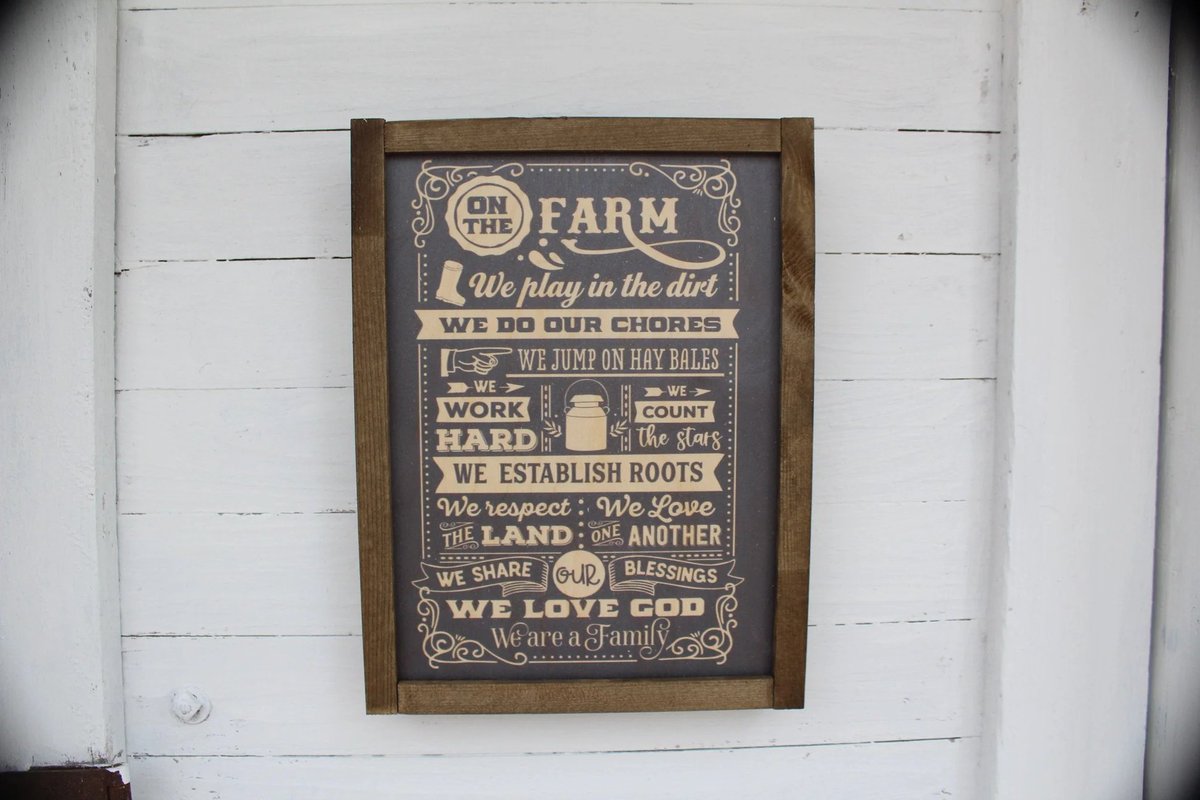 ON THE FARM
We play in the dirt
WE DO OUR CHORES
WE JUMP ON HAY BALES
WE WORK HARD
WE COUNT the stars
WE ESTABLISH ROOTS
We respect THE LAND
We Love ONE ANOTHER
WE SHARE OUR BLESSINGS
WE LOVE GOD
We are a Family